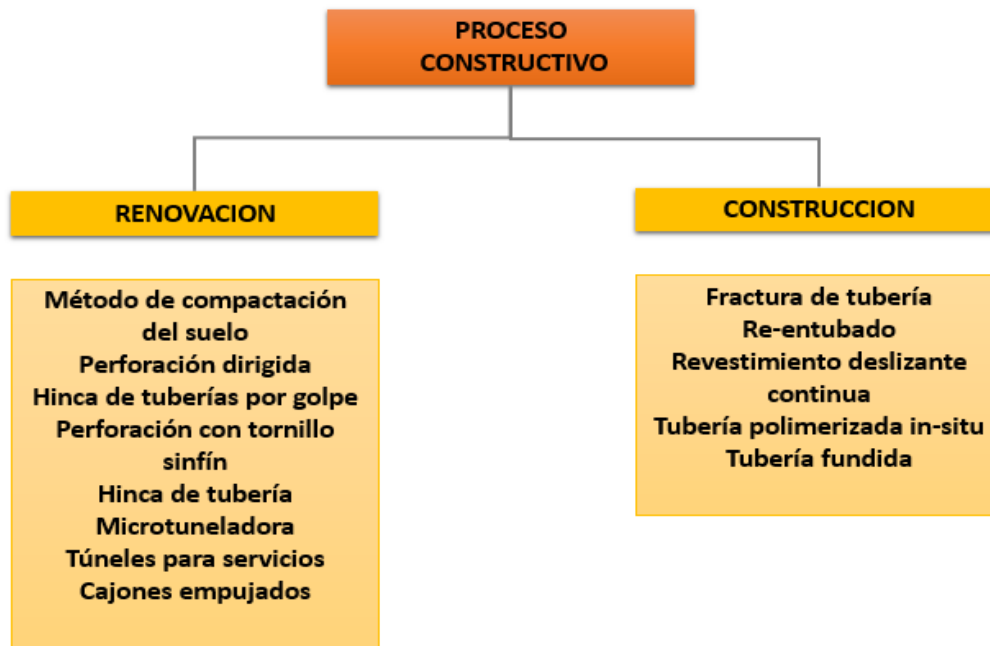 PROCESO
CONSTRUCTIVO
RENOVACION
Método de compactación
del suelo
Perforación dirigida
Hinca de tuberías por golpe
Perforación con tornillo
sinfín
Hinca de tubería
Microtuneladora
Túneles para servicios
Cajones empujados
CONSTRUCCION
Fractura de tubería
Re-entubado
Revestimiento deslizante
continua
Tubería polimerizada in-situ
Tubería fundida